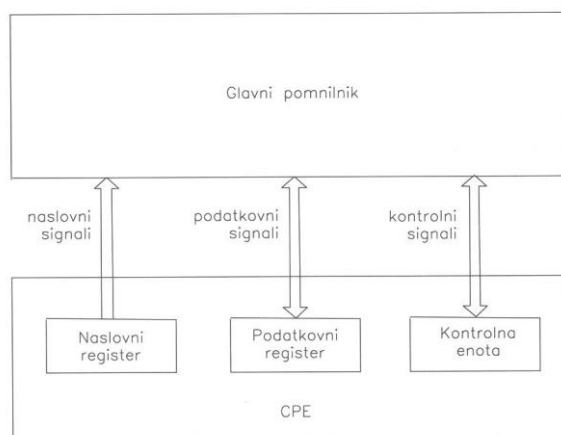 Glavni pomnilnik
naslovni
signali
podatkovni
signali
kontrolni
signali
Naslovni
register
Podatkovni
register
Kontrolna
enota
CPE